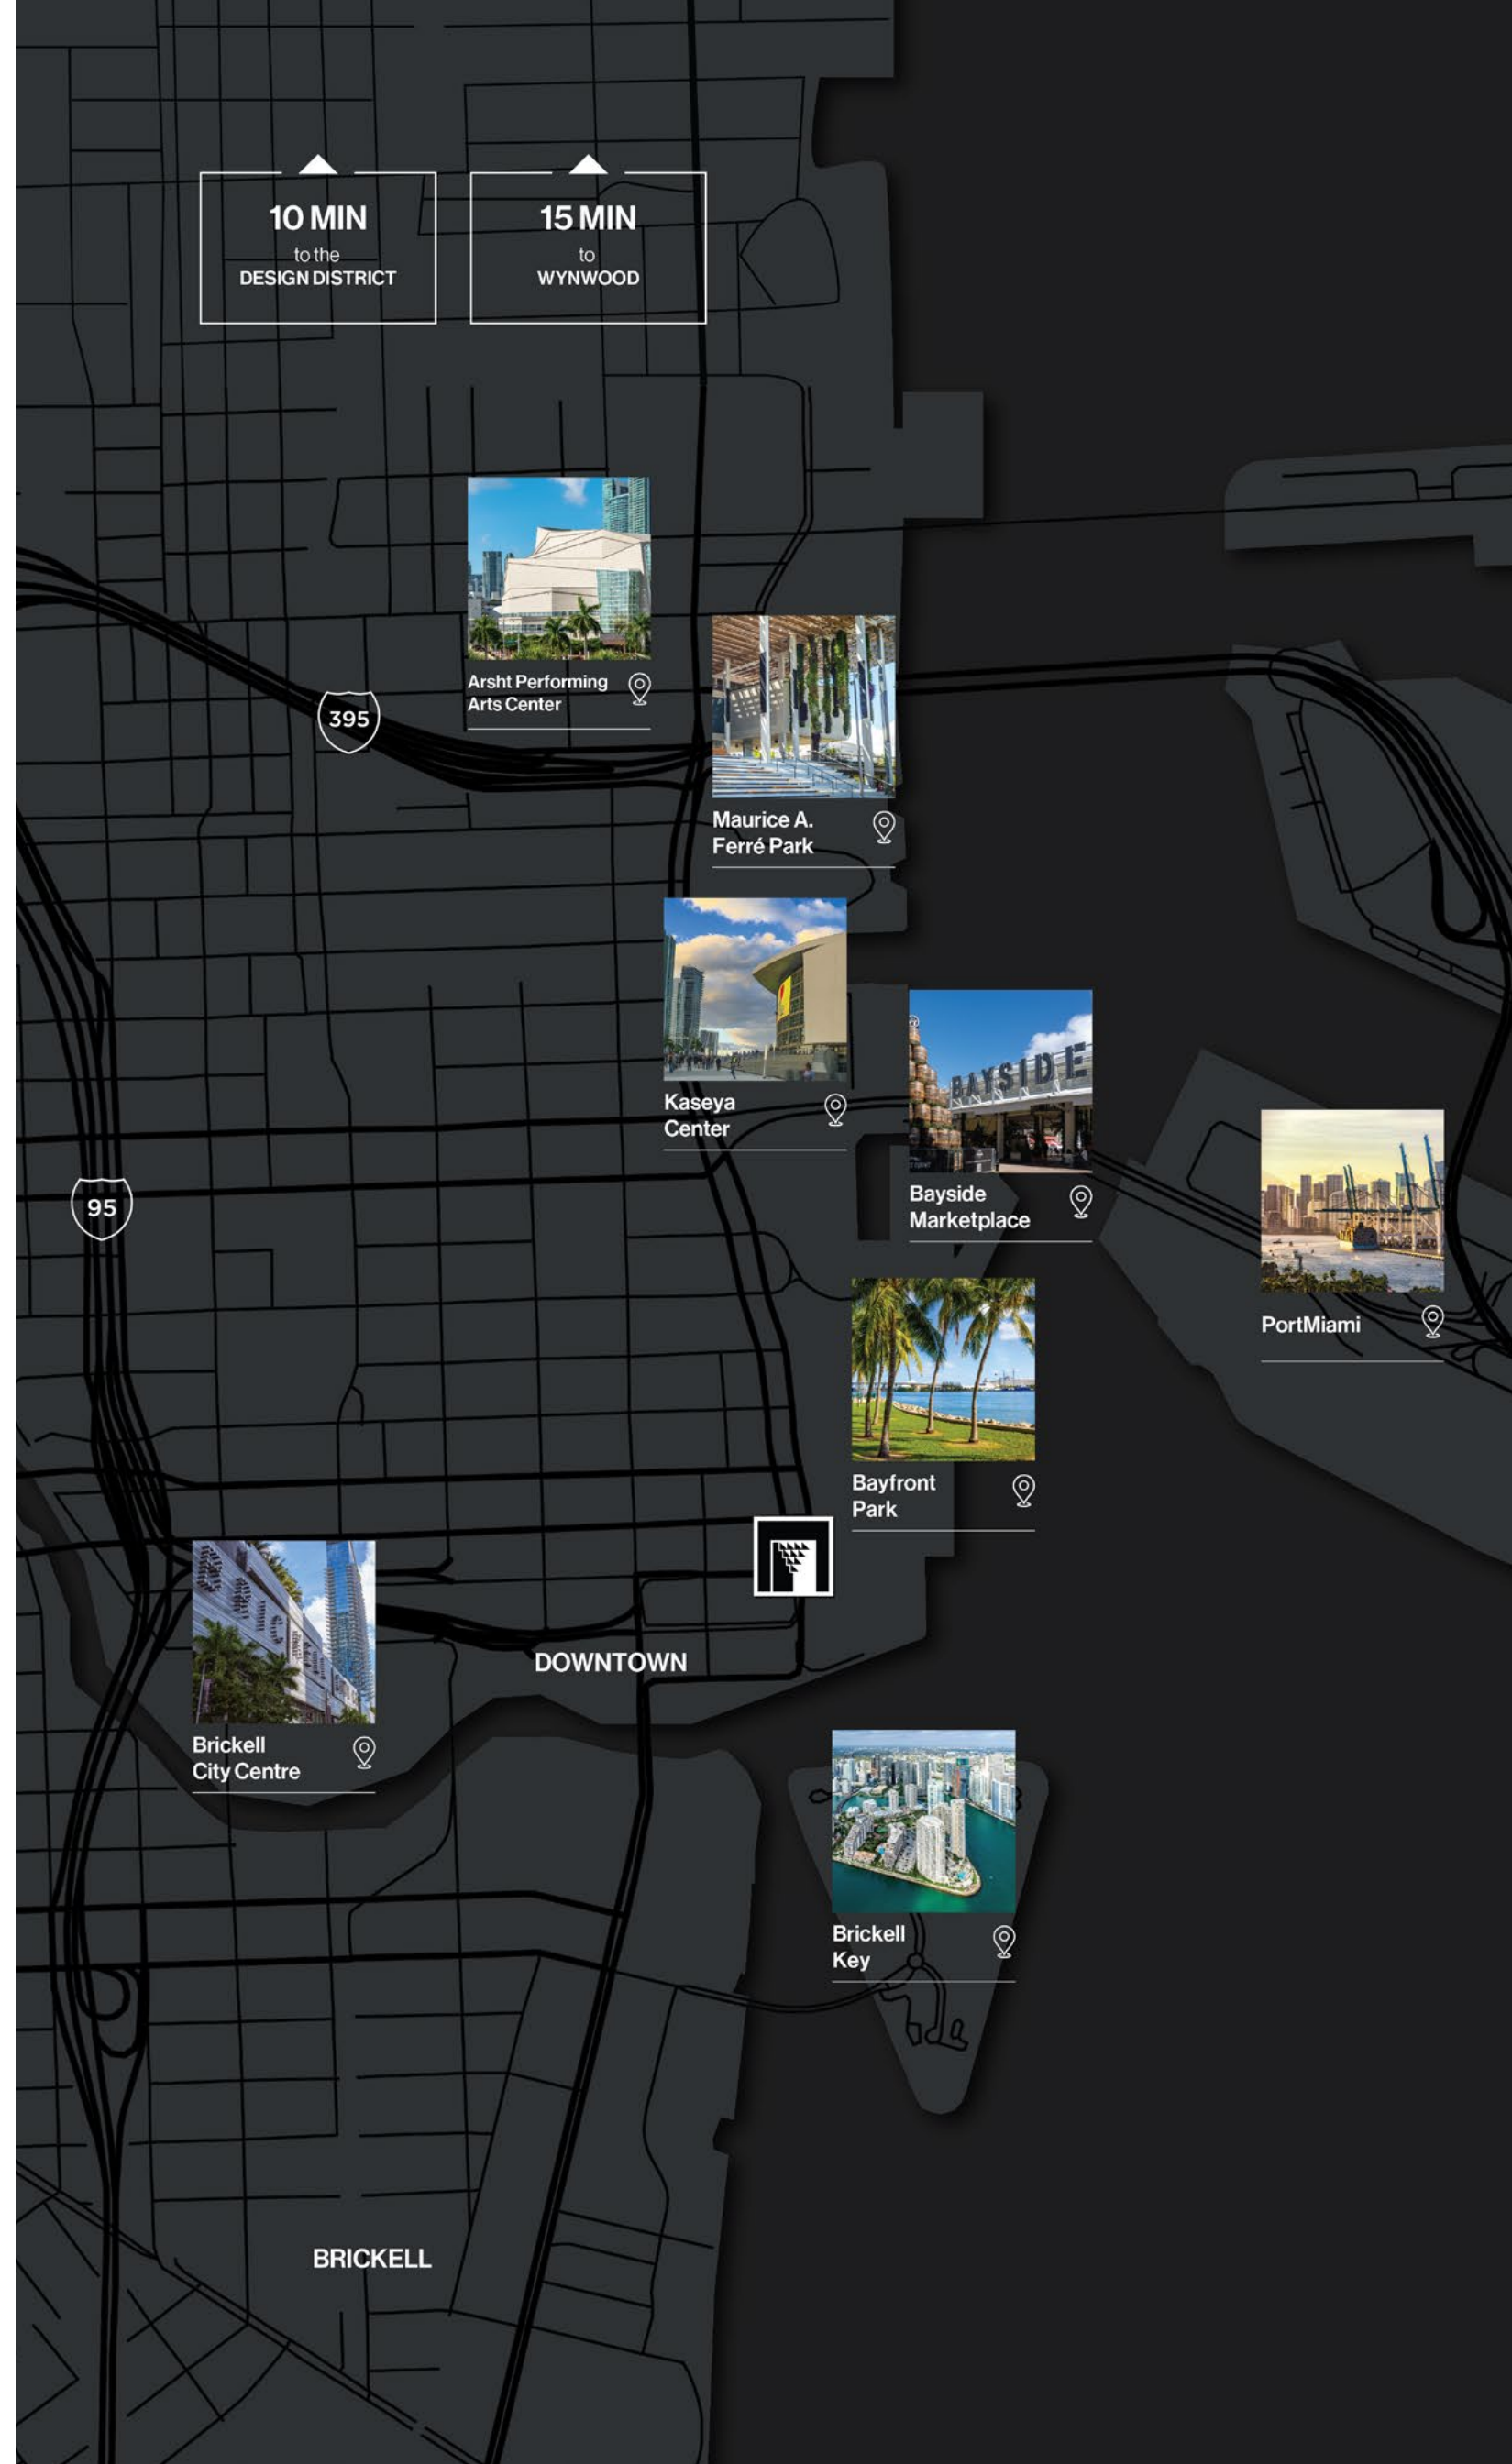 10 MIN
to the
DESIGN DISTRICT
15 MIN
to
WYNWOOD
Arsht Performing
Arts Center
395
Maurice A.
Ferré Park
Kaseya
Center
BAYSIDE
Bayside
Marketplace
95
PortMiami
Bayfront
Park
BRIC
DOWNTOWN
Brickell
City Centre
Brickell
Key
BRICKELL